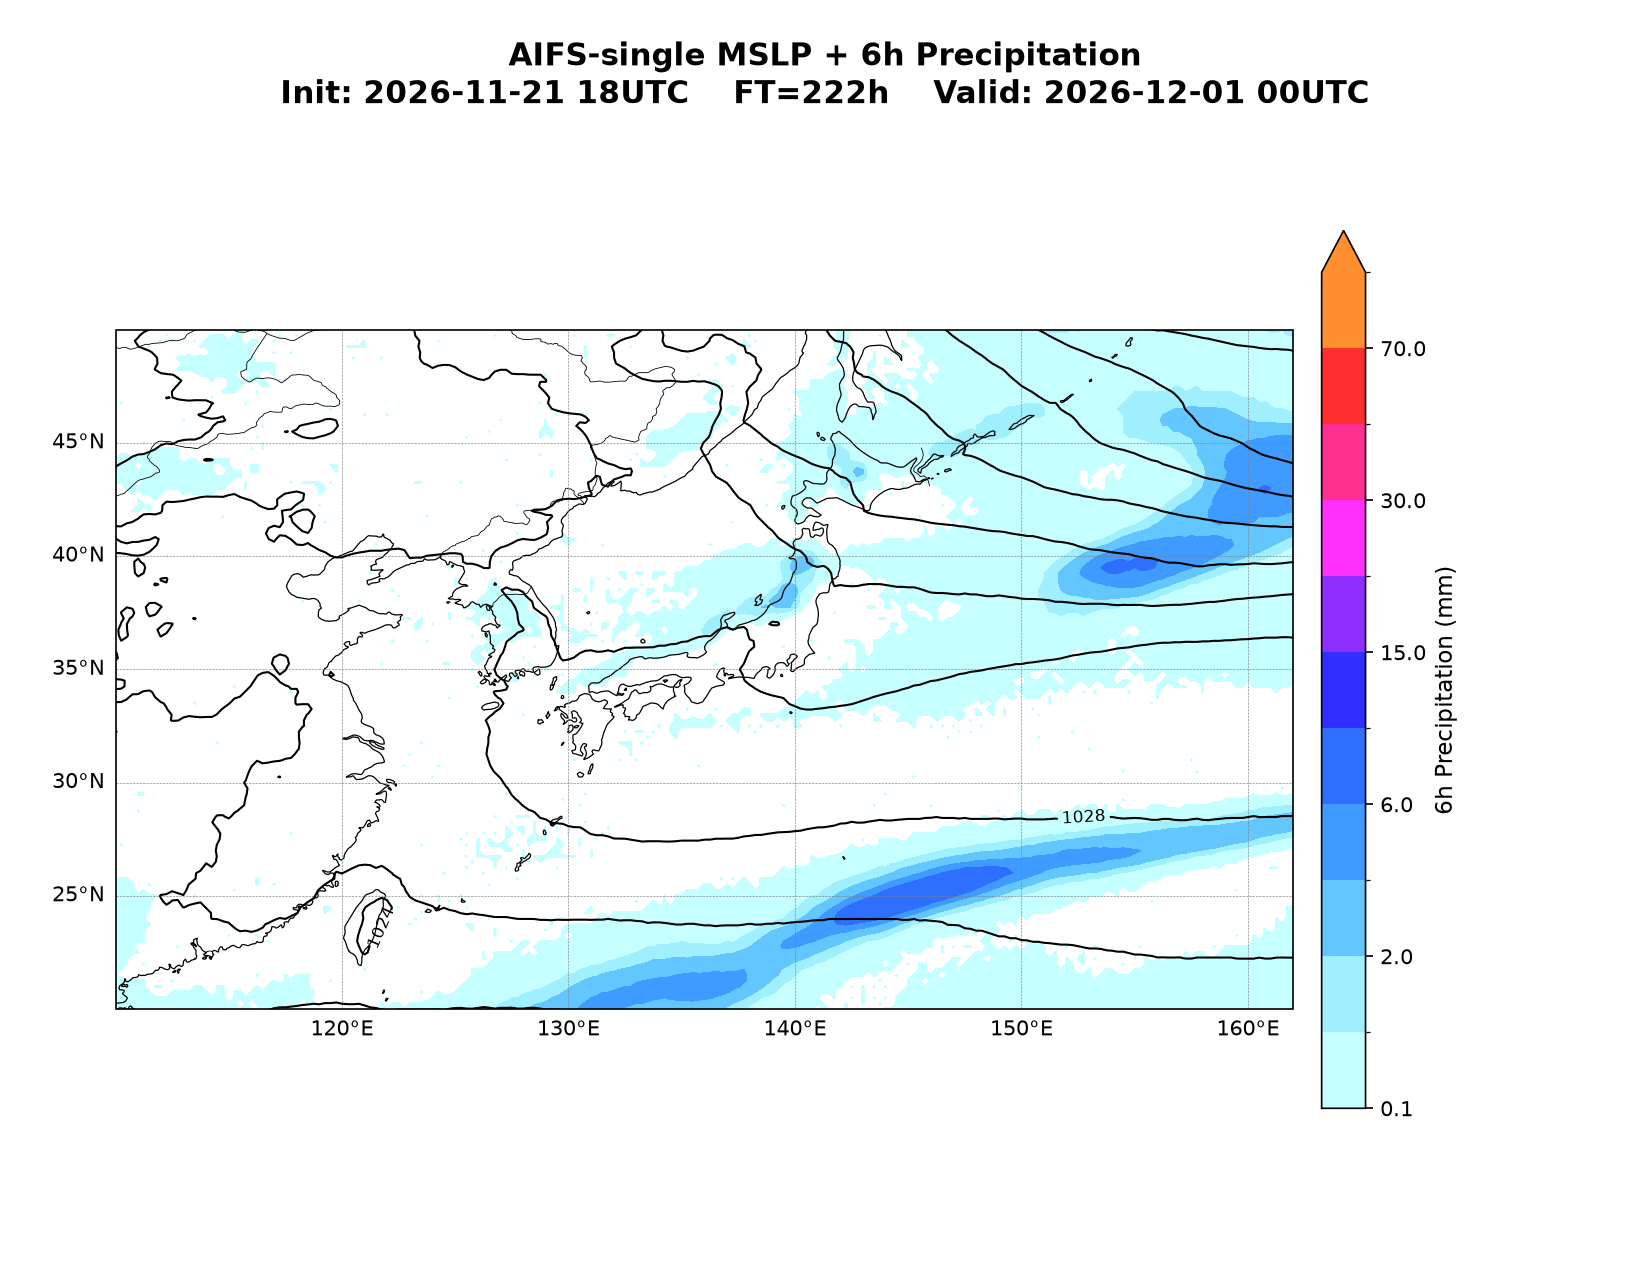 AIFS-single MSLP + 6h Precipitation
Init: 2026-11-21 18UTC    FT=222h    Valid: 2026-12-01 00UTC
70.0
30.0
15.0
6.0
2.0
0.1
6h Precipitation (mm)
45°N
40°N
35°N
30°N
25°N
1028
1024
120°E
130°E
140°E
150°E
160°E